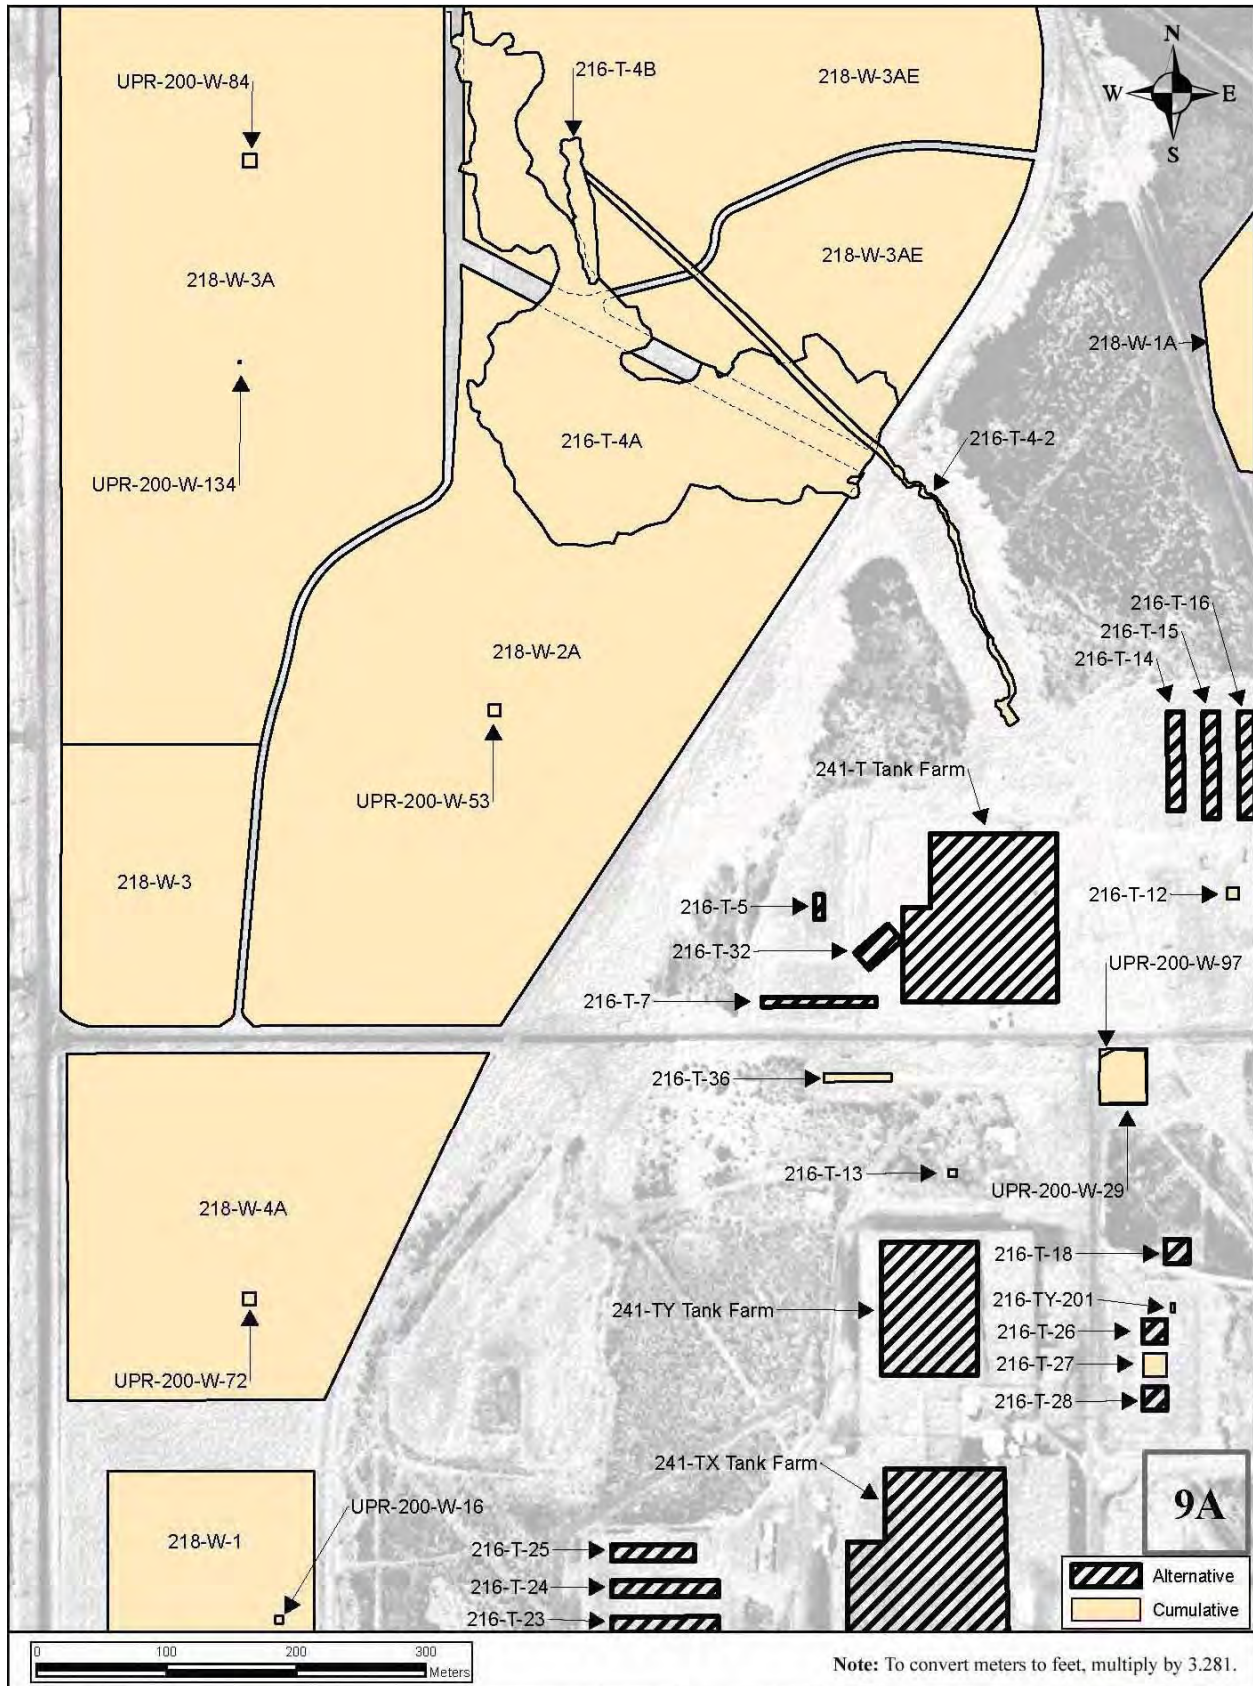 N
216-T-4B
218-W-3AE
UPR-200-W-84
W
E
S
218-W-3AE
218-W-3A
218-W-1A
216-T-4A
216-T-4-2
UPR-200-W-134
216-T-16
216-T-15
218-W-2A
216-T-14
241-T Tank Farm
UPR-200-W-53
218-W-3
216-T-12
216-T-5
216-T-32
UPR-200-W-97
216-T-7
216-T-36
216-T-13
UPR-200-W-29
218-W-4A
216-T-18
216-TY-201
241-TY Tank Farm
216-T-26
216-T-27
UPR-200-W-72
216-T-28
241-TX Tank Farm
UPR-200-W-16
9A
218-W-1
216-T-25
Alternative
216-T-24
Cumulative
216-T-23
0 100 200 300
Meters
Note: To convert meters to feet, multiply by 3.281.